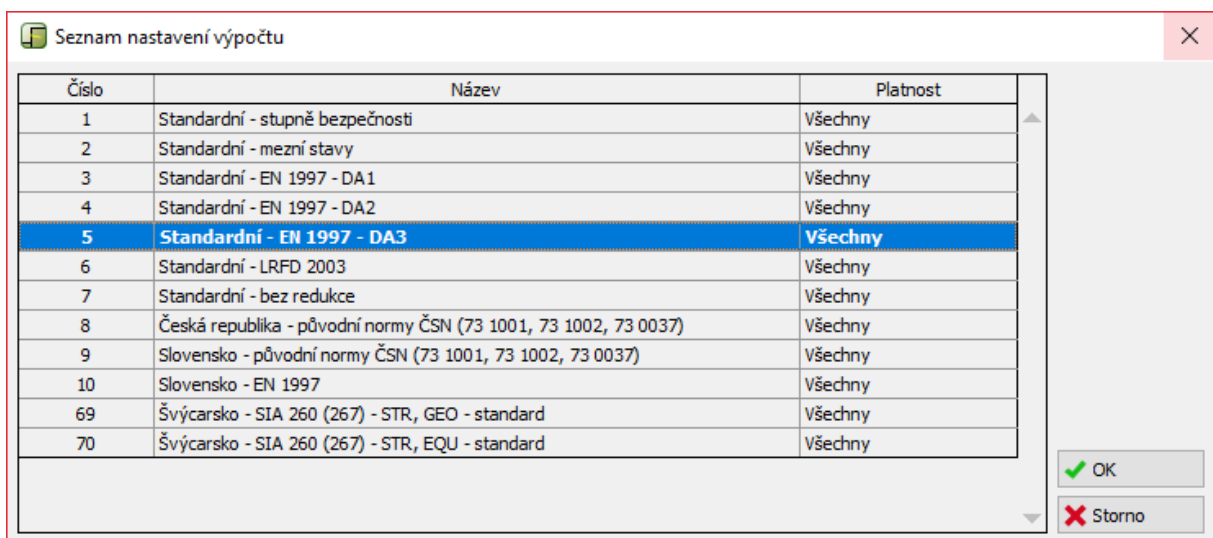 Seznam nastavení výpočtu
Číslo Název Platnost
1 Standardní - stupně bezpečnosti Všechny
2 Standardní - mezní stavy Všechny
3 Standardní - EN 1997 - DA1 Všechny
4 Standardní - EN 1997 - DA2 Všechny
5 Standardní - EN 1997 - DA3 Všechny
6 Standardní - LRFD 2003 Všechny
7 Standardní - bez redukce Všechny
8 Česká republika - původní normy ČSN (73 1001, 73 1002, 73 0037) Všechny
9 Slovensko - původní normy ČSN (73 1001, 73 1002, 73 0037) Všechny
10 Slovensko - EN 1997 Všechny
69 Švýcarsko - SIA 260 (267) - STR, GEO - standard Všechny
70 Švýcarsko - SIA 260 (267) - STR, EQU - standard Všechny
OK
Storno